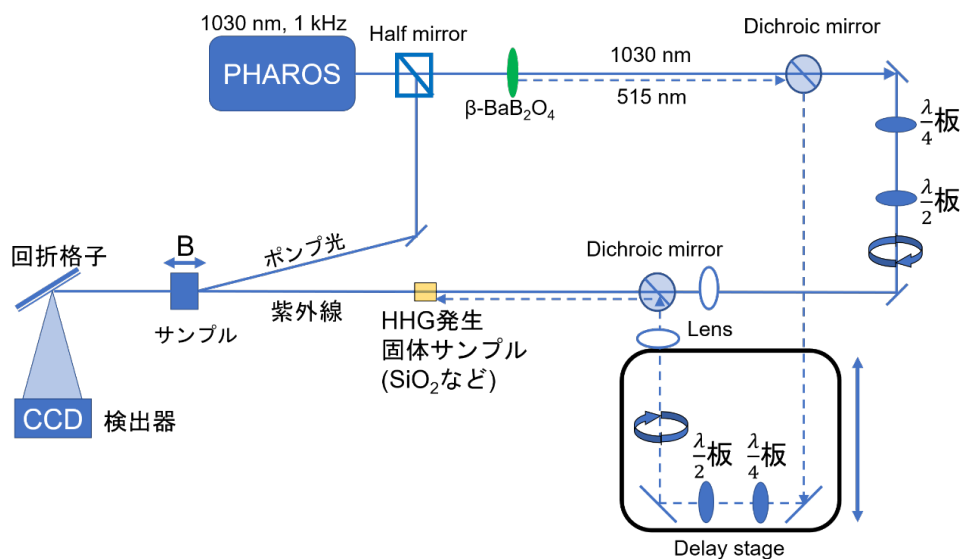 1030 nm, 1 kHz
PHAROS
Half mirror
β-BaB₂O₄
1030 nm
515 nm
Dichroic mirror
λ/4板
λ/2板
回折格子
B
サンプル
ポンプ光
紫外線
HHG発生
固体サンプル
(SiO₂など)
Dichroic mirror
Lens
CCD
検出器
λ/2板
λ/4板
Delay stage